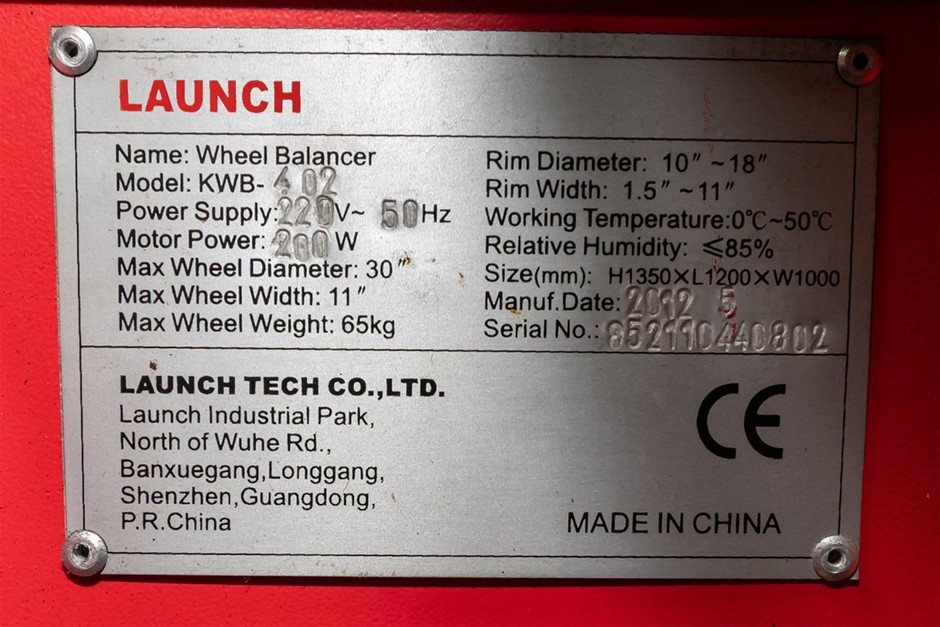 LAUNCH
Name: Wheel Balancer
Model: KWB-402
Power Supply:220V~ 50Hz
Motor Power: 200W
Max Wheel Diameter: 30″
Max Wheel Width: 11″
Max Wheel Weight: 65kg
Rim Diameter: 10″ ~18″
Rim Width: 1.5″ ~11″
Working Temperature:0℃~50℃
Relative Humidity: ≤85%
Size(mm): H1350×L1200×W1000
Manuf.Date: 2012 5
Serial No.: 852110440802
LAUNCH TECH CO.,LTD.
Launch Industrial Park,
North of Wuhe Rd.,
Banxuegang,Longgang,
Shenzhen,Guangdong,
P.R.China
CE
MADE IN CHINA